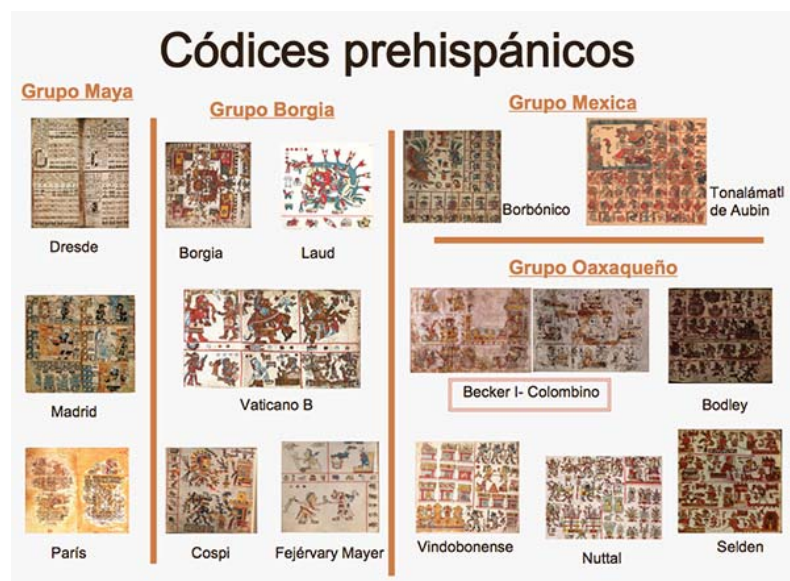 Códices prehispánicos
Grupo Maya
Dresde
Madrid
París
Grupo Borgia
Borgia
Laud
Vaticano B
Cospi
Fejérvary Mayer
Grupo Mexica
Borbónico
Tonalámatl
de Aubin
Grupo Oaxaqueño
Becker I- Colombino
Bodley
Vindobonense
Nuttal
Selden